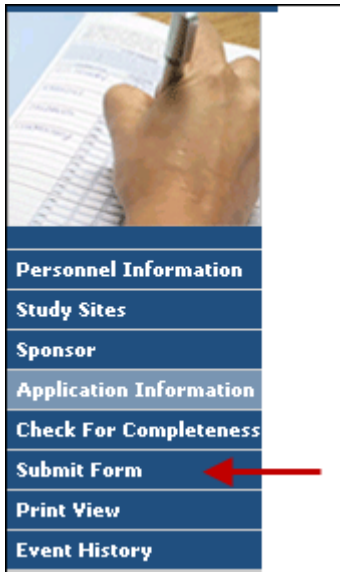 Personnel Information
Study Sites
Sponsor
Application Information
Check For Completeness
Submit Form
Print View
Event History